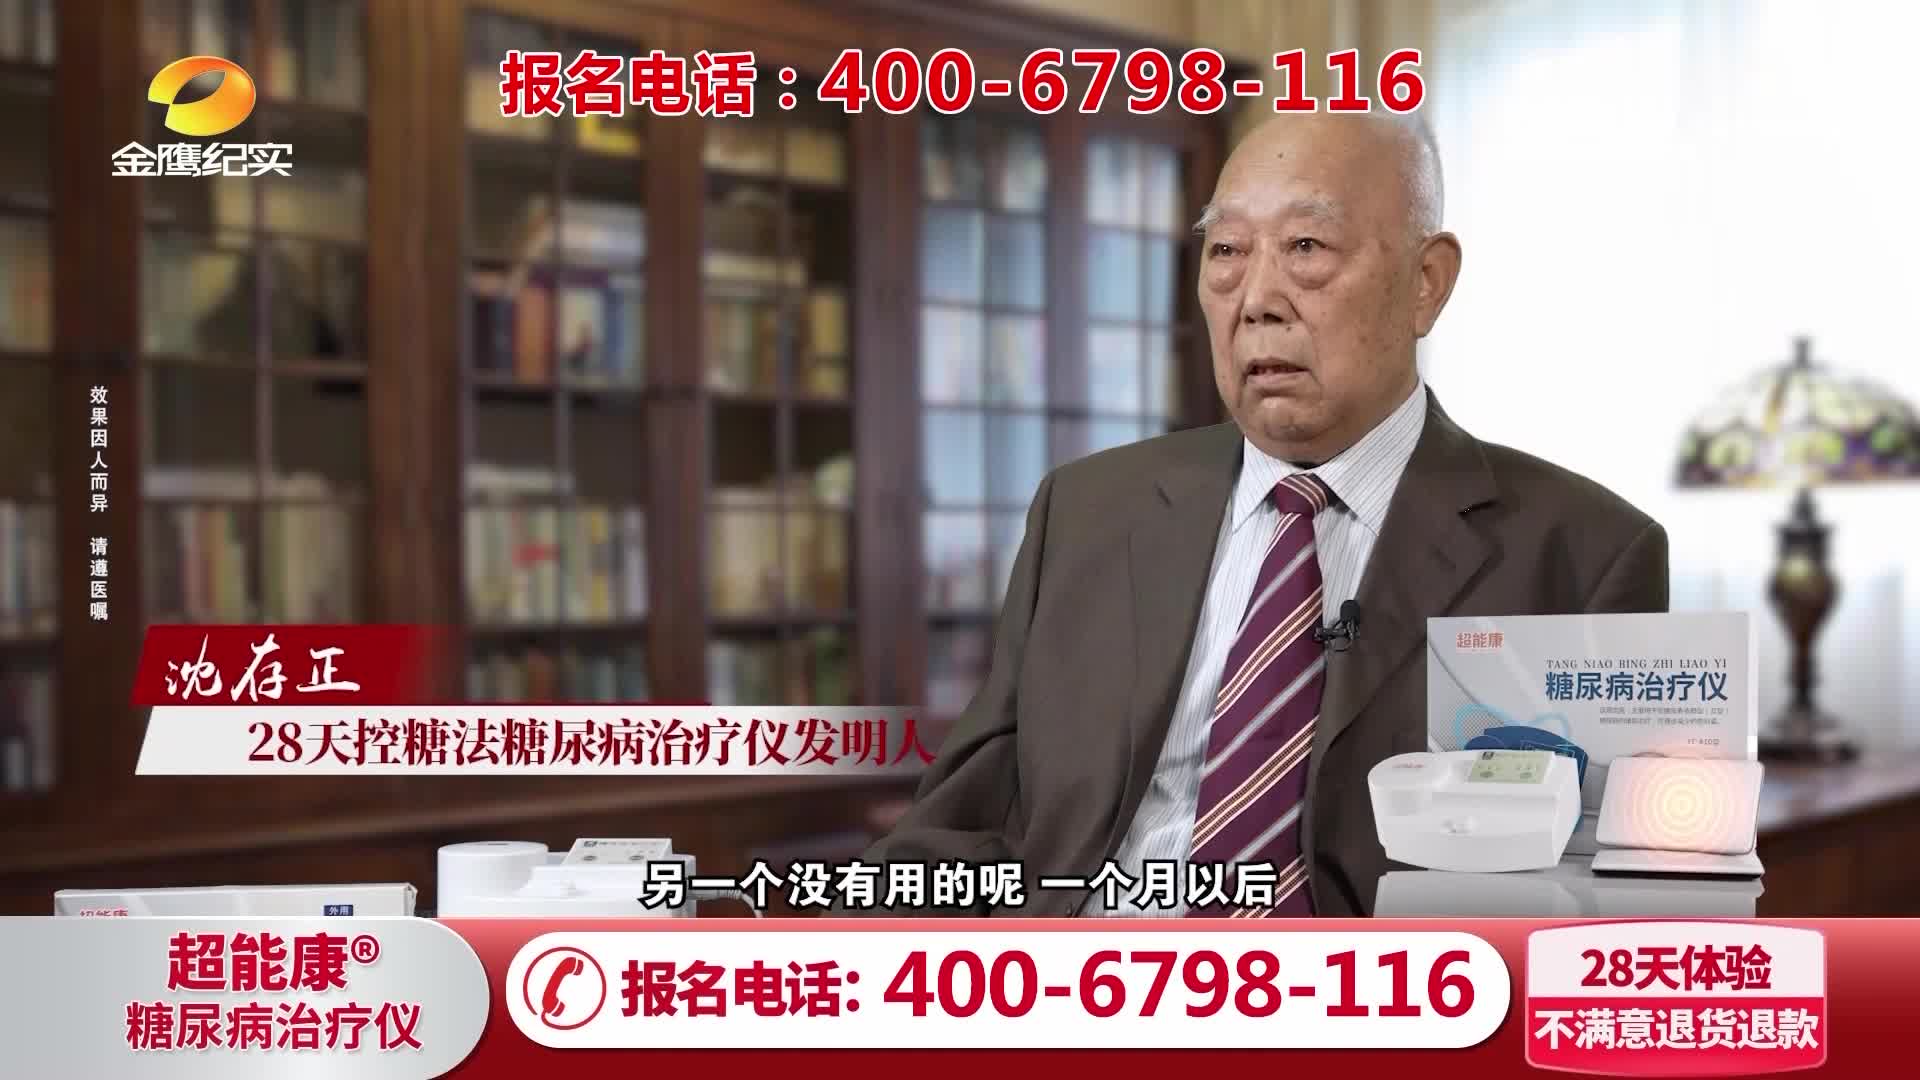 报名电话：400-6798-116
金鹰纪实
效果因人而异 请遵医嘱
沈存正
28天控糖法糖尿病治疗仪发明人
超能康
TANG NIAO BING ZHI LIAO YI
糖尿病治疗仪
另一个没有用的呢 一个月以后
超能康
外用
超能康®
糖尿病治疗仪
报名电话: 400-6798-116
28天体验
不满意退货退款